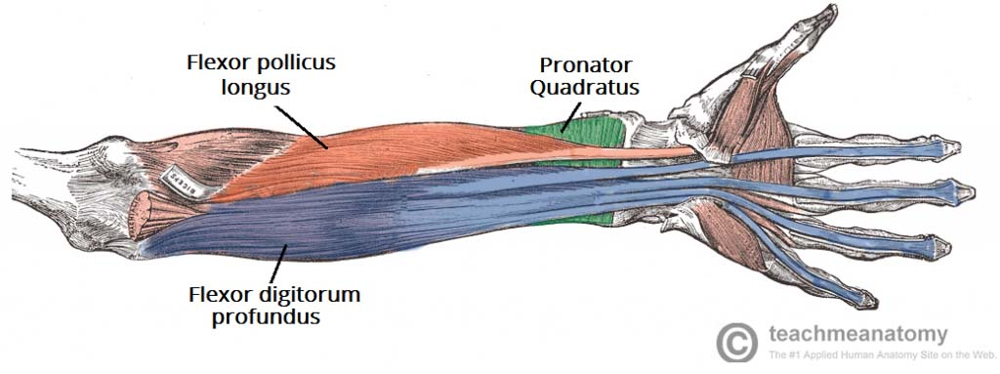 Flexor pollicus
longus
Pronator
Quadratus
Flexor digitorum
profundus
© teachmeanatomy
The #1 Applied Human Anatomy Site on the Web.